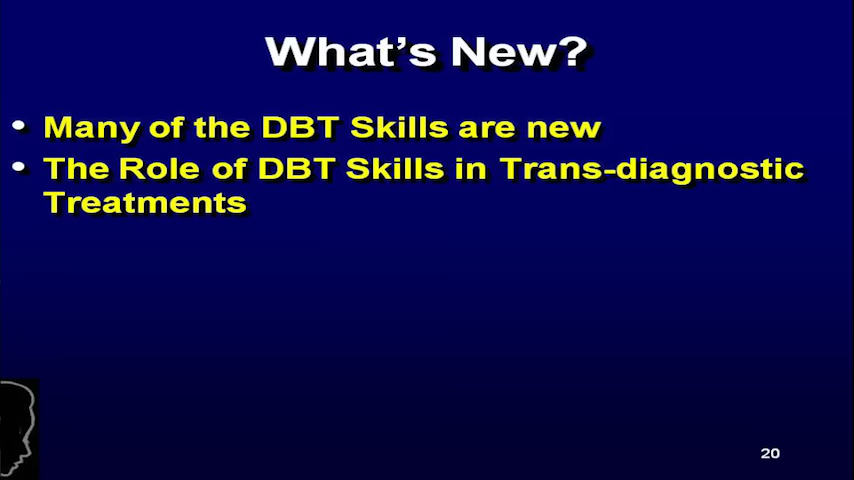 What's New?
• Many of the DBT Skills are new
• The Role of DBT Skills in Trans-diagnostic
Treatments
20